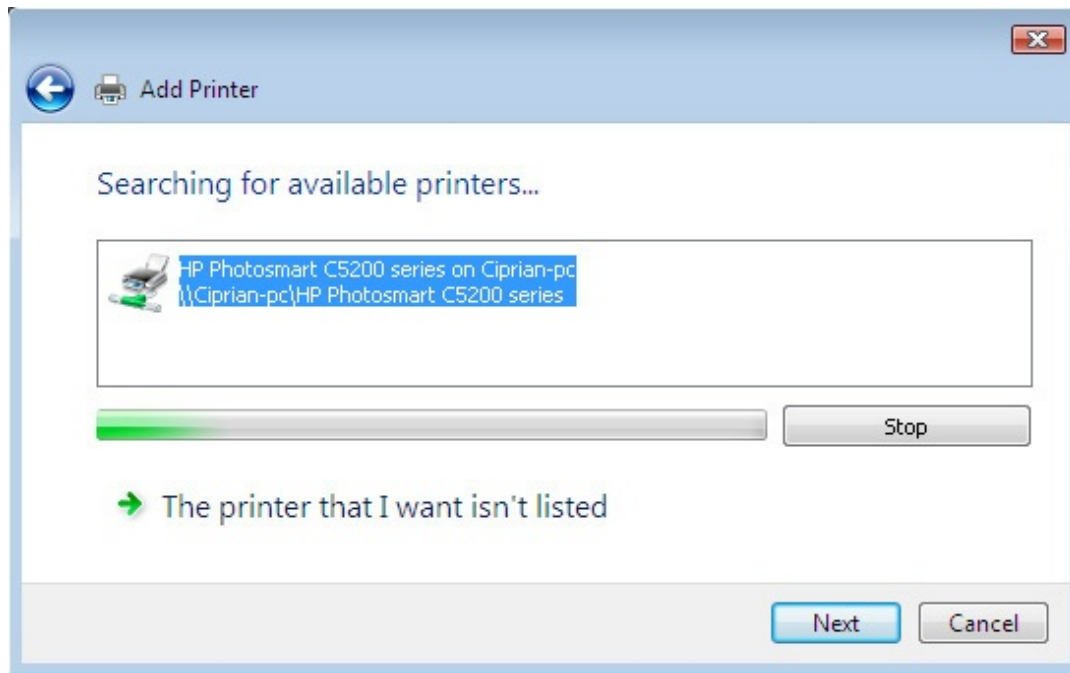 Add Printer
Searching for available printers...
HP Photosmart C5200 series on Ciprian-pc
\\Ciprian-pc\HP Photosmart C5200 series
Stop
The printer that I want isn't listed
Next
Cancel